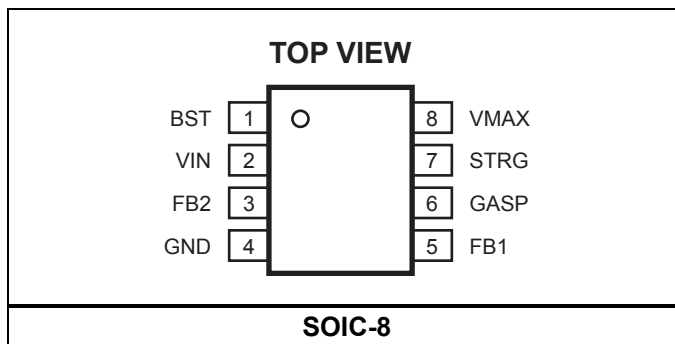 TOP VIEW
BST 1 8 VMAX
VIN 2 7 STRG
FB2 3 6 GASP
GND 4 5 FB1
SOIC-8